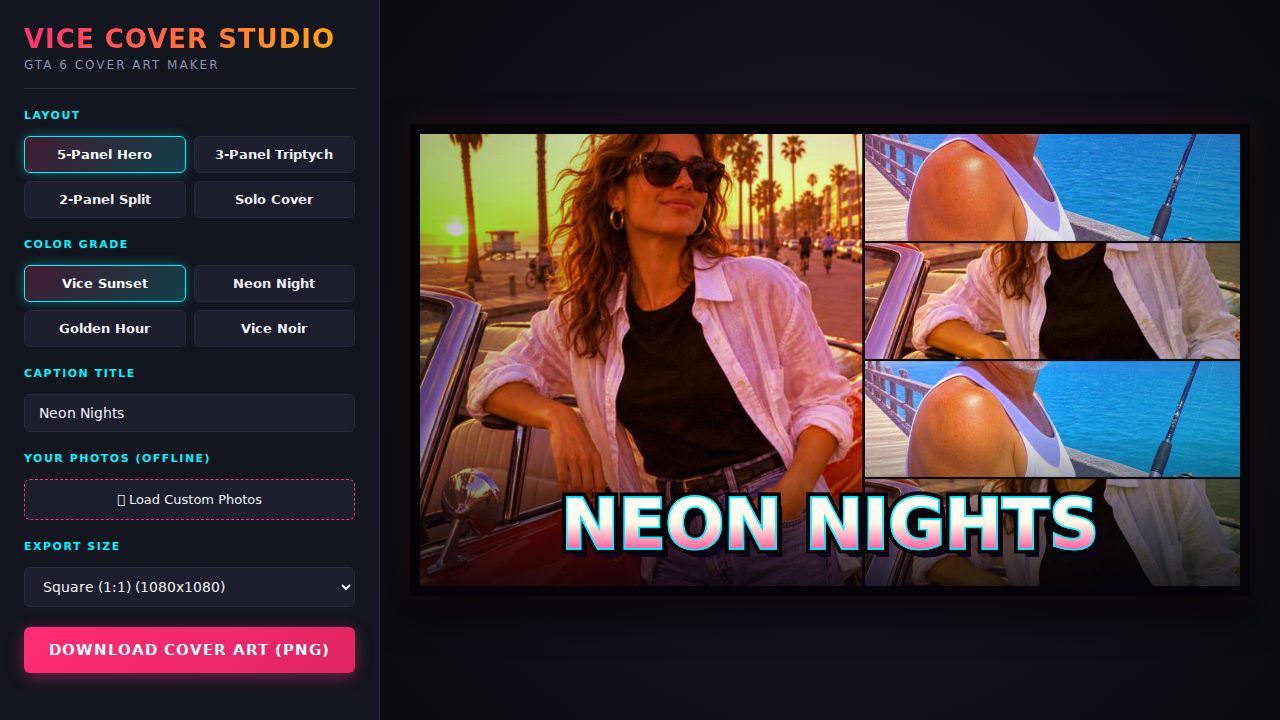 VICE COVER STUDIO
GTA 6 COVER ART MAKER
LAYOUT
5-Panel Hero
3-Panel Triptych
2-Panel Split
Solo Cover
COLOR GRADE
Vice Sunset
Neon Night
Golden Hour
Vice Noir
CAPTION TITLE
Neon Nights
YOUR PHOTOS (OFFLINE)
Load Custom Photos
EXPORT SIZE
Square (1:1) (1080x1080)
DOWNLOAD COVER ART (PNG)
NEON NIGHTS